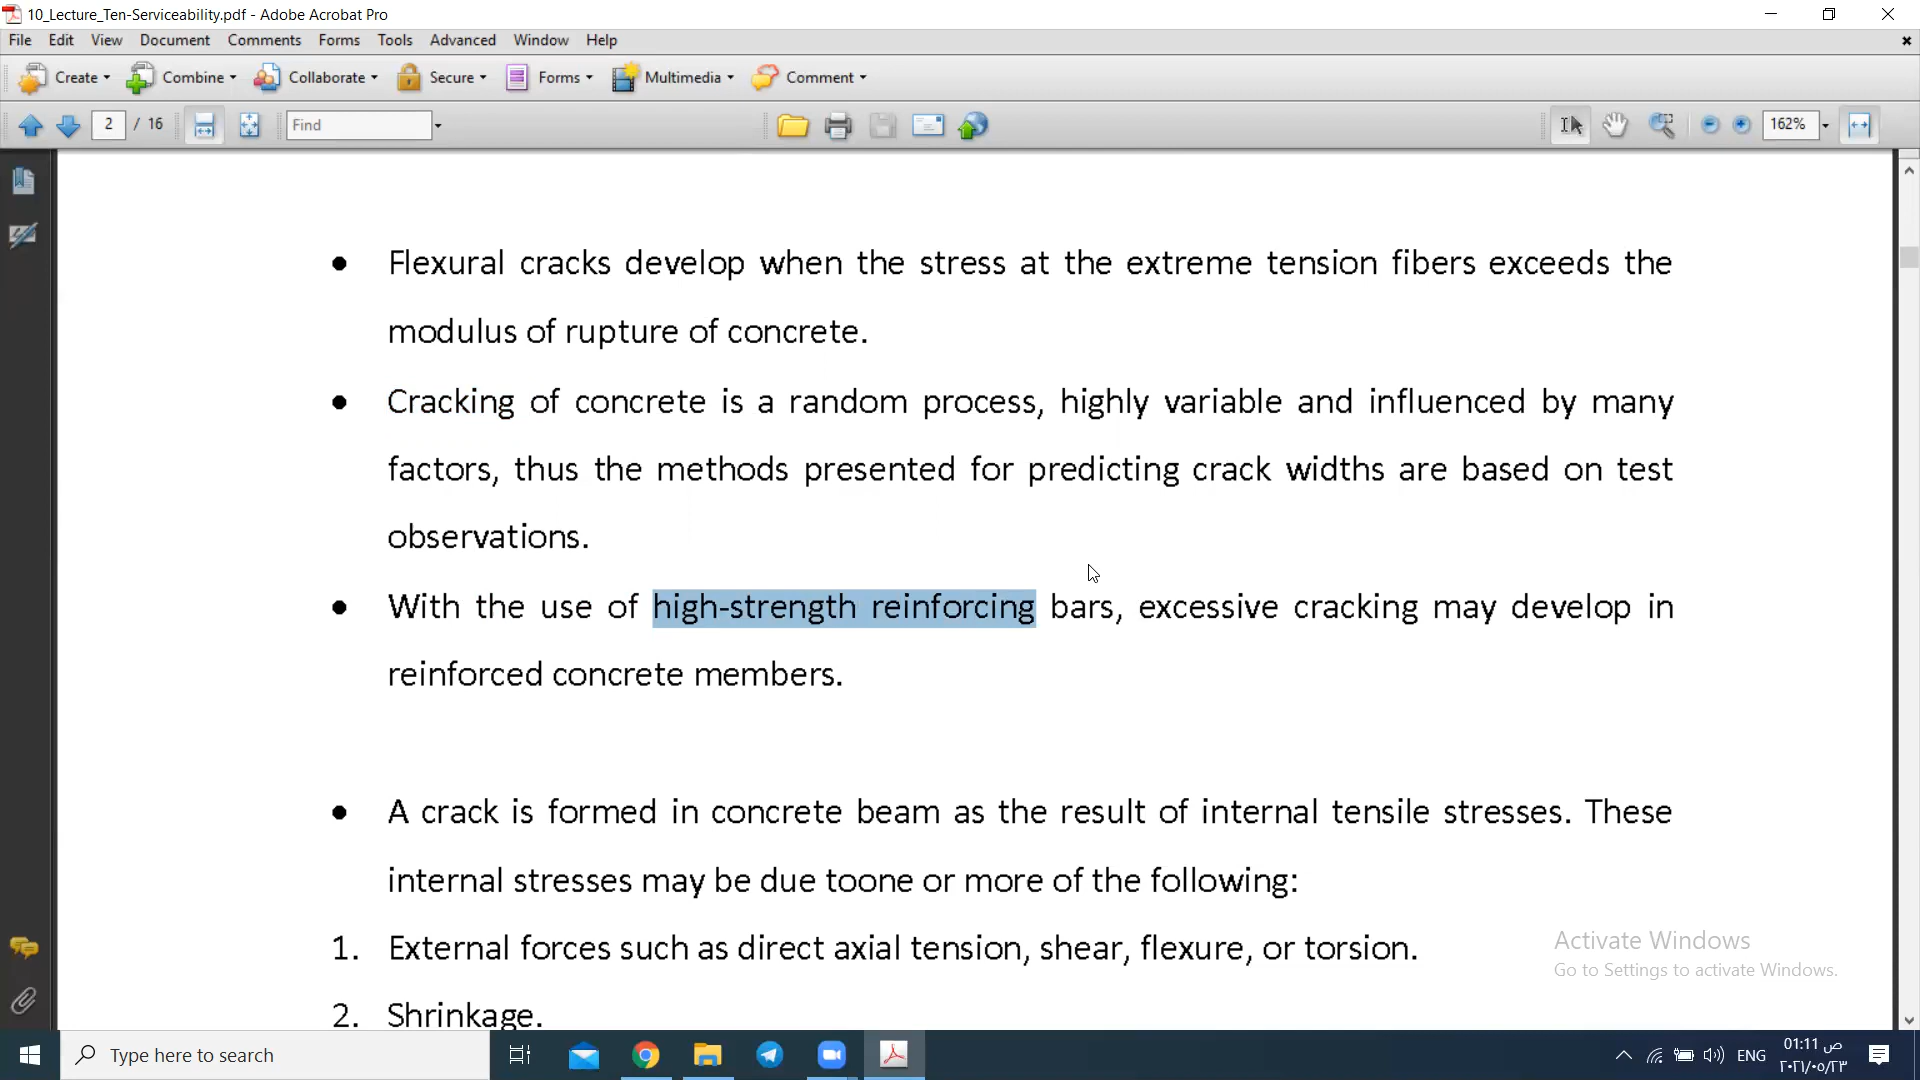 10_Lecture_Ten-Serviceability.pdf - Adobe Acrobat Pro
File Edit View Document Comments Forms Tools Advanced Window Help
Create Combine Collaborate Secure Forms Multimedia Comment
2 / 16 Find 162%
• Flexural cracks develop when the stress at the extreme tension fibers exceeds the
modulus of rupture of concrete.
• Cracking of concrete is a random process, highly variable and influenced by many
factors, thus the methods presented for predicting crack widths are based on test
observations.
• With the use of high-strength reinforcing bars, excessive cracking may develop in
reinforced concrete members.
• A crack is formed in concrete beam as the result of internal tensile stresses. These
internal stresses may be due toone or more of the following:
1. External forces such as direct axial tension, shear, flexure, or torsion.
2. Shrinkage.
Activate Windows
Go to Settings to activate Windows.
Type here to search
ENG
01:11 ص
٢٠٢١/٠٥/٢٣